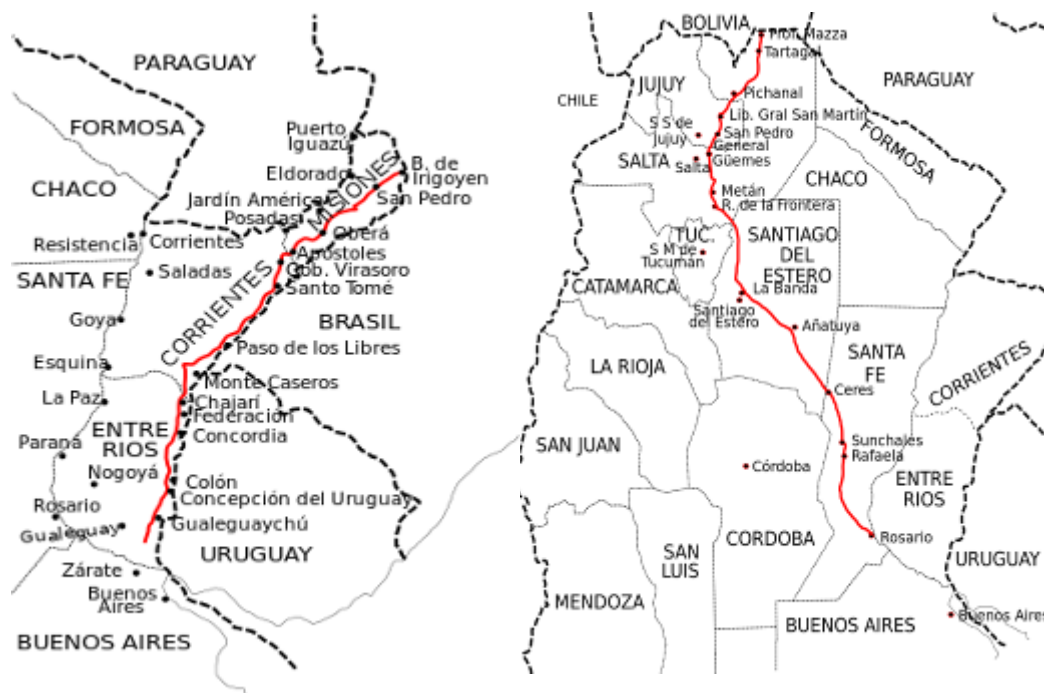 PARAGUAY
FORMOSA
Puerto
Iguazú
CHACO
Eldorado
B. de
Irigoyen
MISIONES
San Pedro
Jardín América
Posadas
Oberá
Resistencia
Corrientes
Apóstoles
Saladas
Gob. Virasoro
SANTA FE
Santo Tomé
CORRIENTES
Goya
BRASIL
Paso de los Libres
Esquina
Monte Caseros
La Paz
Chajarí
Federación
ENTRE
RIOS
Concordia
Paraná
Nogoyá
Colón
Concepción del Uruguay
Rosario
Gualeguaychú
Gualeguay
URUGUAY
Zárate
Buenos
Aires
BUENOS AIRES
BOLIVIA
Prof. Mazza
Tartagal
PARAGUAY
JUJUY
CHILE
Pichanal
Lib. Gral San Martín
S S de
Jujuy
San Pedro
General
Güemes
FORMOSA
SALTA
Salta
CHACO
Metán
R. de la Frontera
TUC.
S M de
Tucumán
SANTIAGO
DEL
ESTERO
CATAMARCA
La Banda
Santiago
del Estero
Añatuya
LA RIOJA
SANTA
FE
CORRIENTES
Ceres
SAN JUAN
Sunchales
Rafaela
Córdoba
ENTRE
RIOS
CORDOBA
Rosario
SAN
LUIS
URUGUAY
MENDOZA
Buenos Aires
BUENOS AIRES